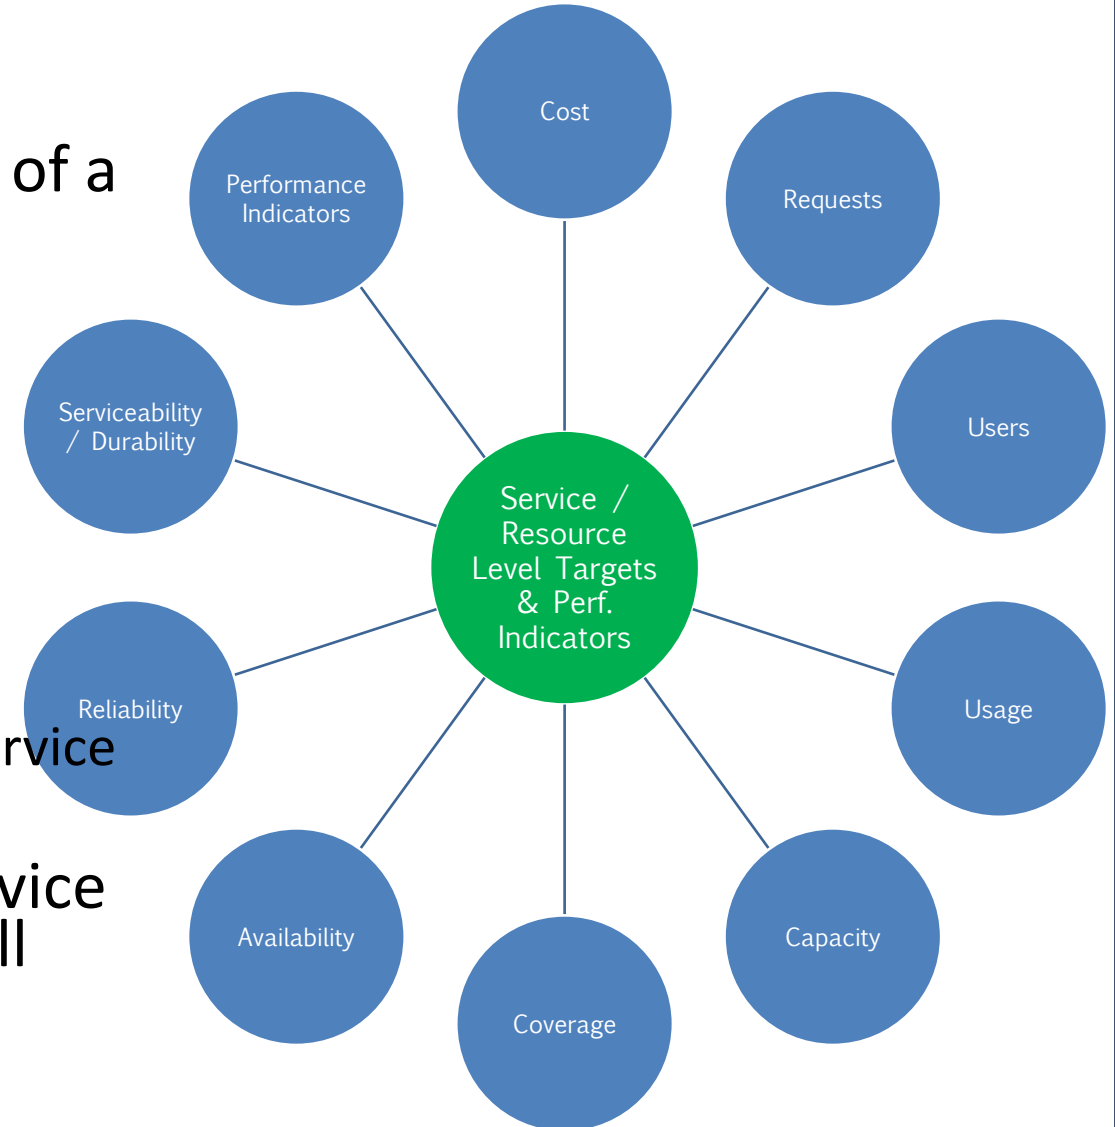 of a
rvice
vice
ll
Cost
Requests
Users
Usage
Capacity
Coverage
Availability
Reliability
Serviceability
/ Durability
Performance
Indicators
Service /
Resource
Level Targets
& Perf.
Indicators